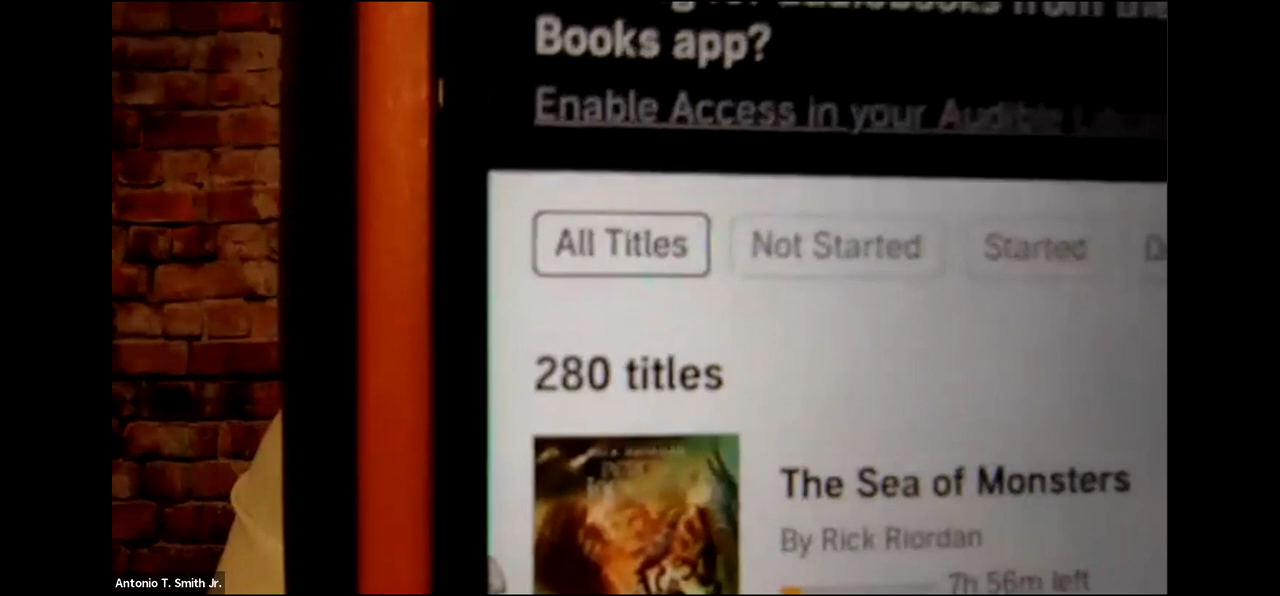 Books app?
Enable Access in your Audible
All Titles
Not Started
Started
280 titles
The Sea of Monsters
By Rick Riordan
7h 56m left
Antonio T. Smith Jr.